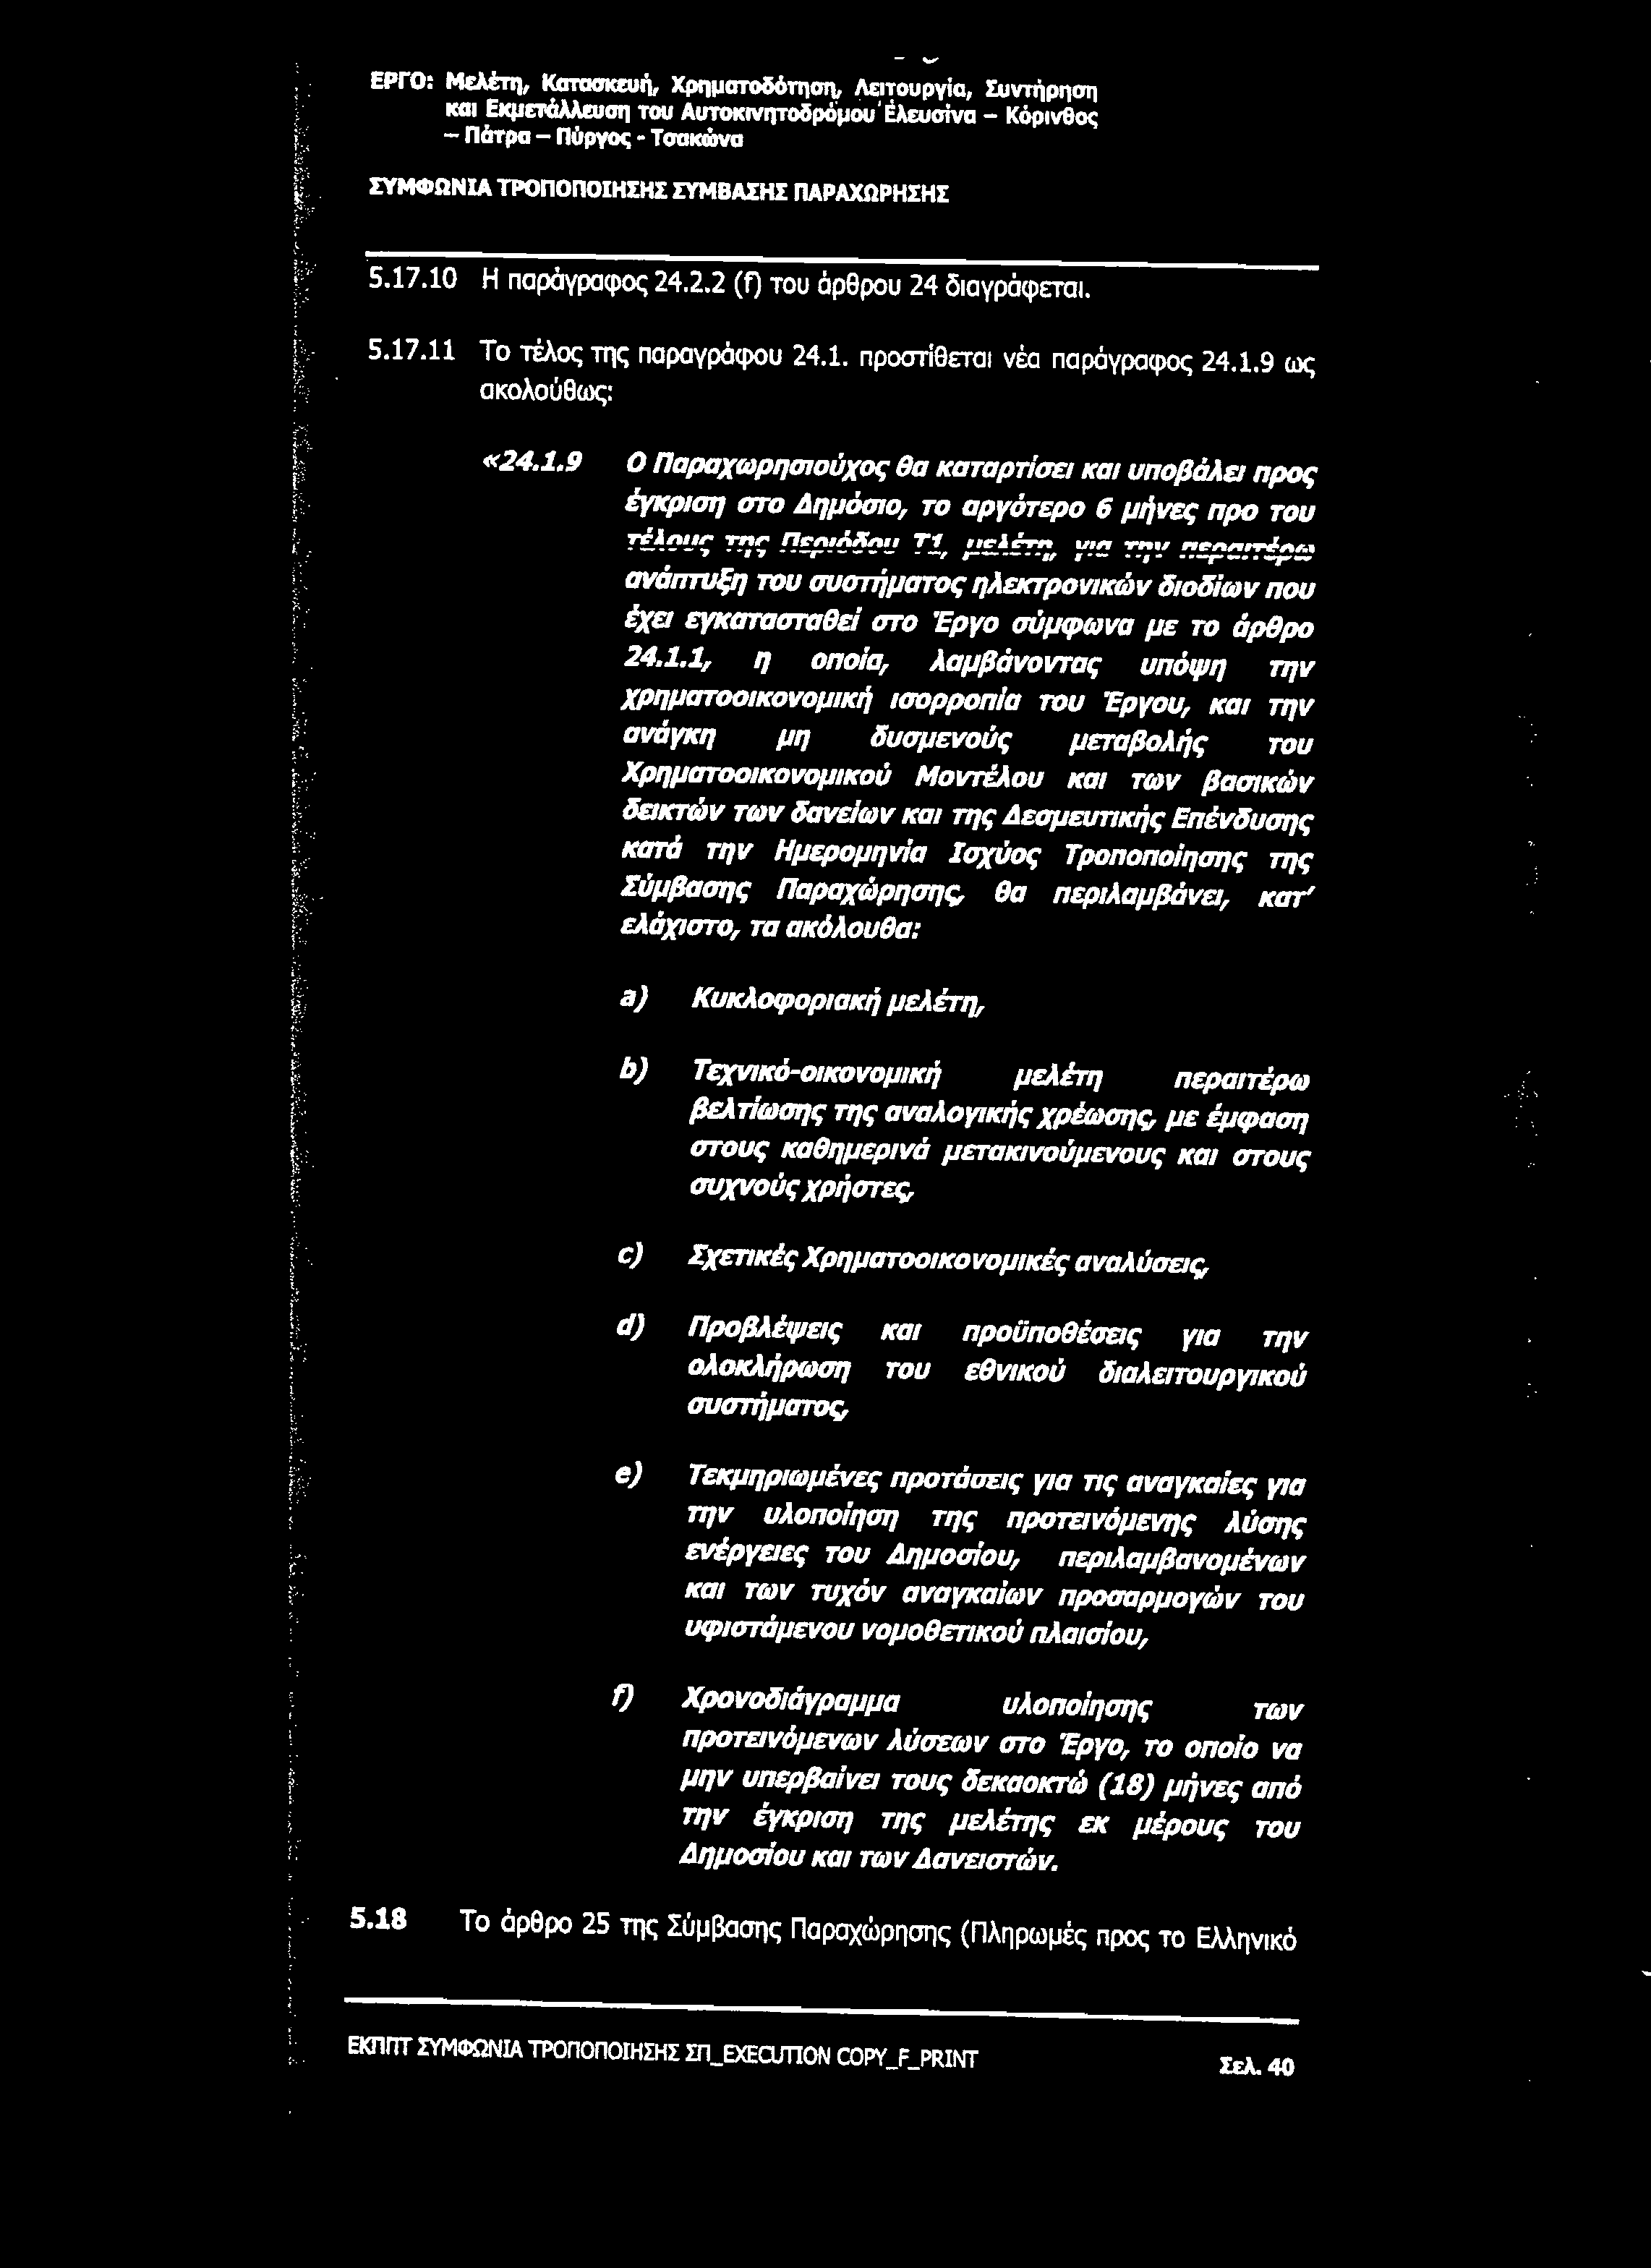 ΕΡΓΟ: Μελέτη, Κατασκευή, Χρηματοδότηση, Λειτουργία, Συντήρηση
και Εκμετάλλευση του Αυτοκινητοδρόμου Έλευσίνα – Κόρινθος
– Πάτρα – Πύργος - Τσακώνα
ΣΥΜΦΩΝΙΑ ΤΡΟΠΟΠΟΙΗΣΗΣ ΣΥΜΒΑΣΗΣ ΠΑΡΑΧΩΡΗΣΗΣ
5.17.10 Η παράγραφος 24.2.2 (f) του άρθρου 24 διαγράφεται.
5.17.11 Το τέλος της παραγράφου 24.1. προστίθεται νέα παράγραφος 24.1.9 ως
ακολούθως:
«24.1.9 Ο Παραχωρησιούχος θα καταρτίσει και υποβάλει προς
έγκριση στο Δημόσιο, το αργότερο 6 μήνες προ του
τέλους της Περιόδου Τ1, μελέτη, για την περαιτέρω
ανάπτυξη του συστήματος ηλεκτρονικών διοδίων που
έχει εγκατασταθεί στο Έργο σύμφωνα με το άρθρο
24.1.1, η οποία, λαμβάνοντας υπόψη την
χρηματοοικονομική ισορροπία του Έργου, και την
ανάγκη μη δυσμενούς μεταβολής του
Χρηματοοικονομικού Μοντέλου και των βασικών
δεικτών των δανείων και της Δεσμευτικής Επένδυσης
κατά την Ημερομηνία Ισχύος Τροποποίησης της
Σύμβασης Παραχώρησης, θα περιλαμβάνει, κατ'
ελάχιστο, τα ακόλουθα:
a) Κυκλοφοριακή μελέτη,
b) Τεχνικό-οικονομική μελέτη περαιτέρω
βελτίωσης της αναλογικής χρέωσης, με έμφαση
στους καθημερινά μετακινούμενους και στους
συχνούς χρήστες,
c) Σχετικές Χρηματοοικονομικές αναλύσεις,
d) Προβλέψεις και προϋποθέσεις για την
ολοκλήρωση του εθνικού διαλειτουργικού
συστήματος,
e) Τεκμηριωμένες προτάσεις για τις αναγκαίες για
την υλοποίηση της προτεινόμενης λύσης
ενέργειες του Δημοσίου, περιλαμβανομένων
και των τυχόν αναγκαίων προσαρμογών του
υφιστάμενου νομοθετικού πλαισίου,
f) Χρονοδιάγραμμα υλοποίησης των
προτεινόμενων λύσεων στο Έργο, το οποίο να
μην υπερβαίνει τους δεκαοκτώ (18) μήνες από
την έγκριση της μελέτης εκ μέρους του
Δημοσίου και των Δανειστών.
5.18 Το άρθρο 25 της Σύμβασης Παραχώρησης (Πληρωμές προς το Ελληνικό
ΕΚΠΠΤ ΣΥΜΦΩΝΙΑ ΤΡΟΠΟΠΟΙΗΣΗΣ ΣΠ_EXECUTION COPY_F_PRINT Σελ. 40